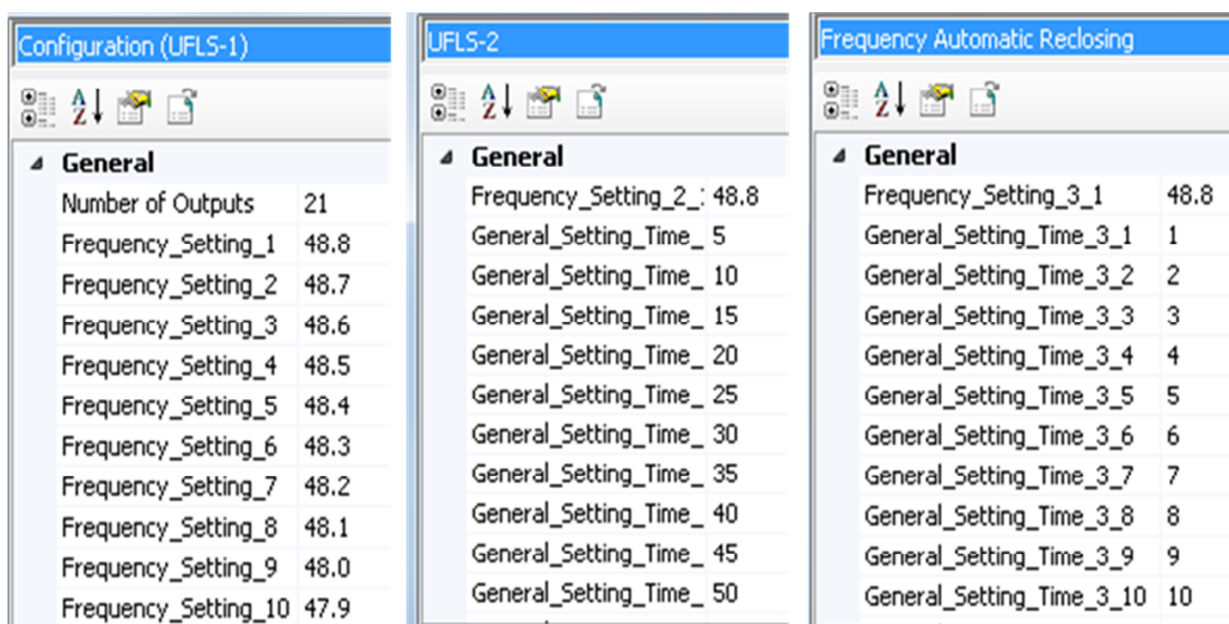 Configuration (UFLS-1)
General
Number of Outputs 21
Frequency_Setting_1 48.8
Frequency_Setting_2 48.7
Frequency_Setting_3 48.6
Frequency_Setting_4 48.5
Frequency_Setting_5 48.4
Frequency_Setting_6 48.3
Frequency_Setting_7 48.2
Frequency_Setting_8 48.1
Frequency_Setting_9 48.0
Frequency_Setting_10 47.9
UFLS-2
General
Frequency_Setting_2_ 48.8
General_Setting_Time_ 5
General_Setting_Time_ 10
General_Setting_Time_ 15
General_Setting_Time_ 20
General_Setting_Time_ 25
General_Setting_Time_ 30
General_Setting_Time_ 35
General_Setting_Time_ 40
General_Setting_Time_ 45
General_Setting_Time_ 50
Frequency Automatic Reclosing
General
Frequency_Setting_3_1 48.8
General_Setting_Time_3_1 1
General_Setting_Time_3_2 2
General_Setting_Time_3_3 3
General_Setting_Time_3_4 4
General_Setting_Time_3_5 5
General_Setting_Time_3_6 6
General_Setting_Time_3_7 7
General_Setting_Time_3_8 8
General_Setting_Time_3_9 9
General_Setting_Time_3_10 10